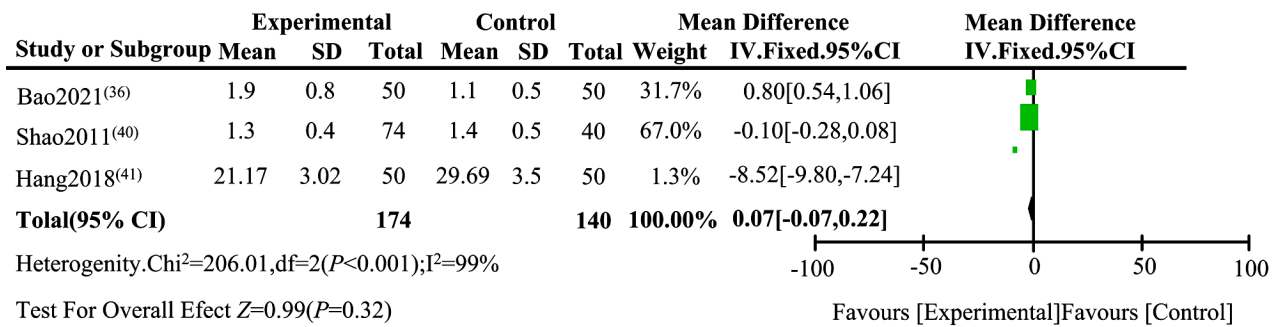 Experimental Control Mean Difference Mean Difference
Study or Subgroup Mean SD Total Mean SD Total Weight IV.Fixed.95%CI IV.Fixed.95%CI
Bao2021(36) 1.9 0.8 50 1.1 0.5 50 31.7% 0.80[0.54,1.06]
Shao2011(40) 1.3 0.4 74 1.4 0.5 40 67.0% -0.10[-0.28,0.08]
Hang2018(41) 21.17 3.02 50 29.69 3.5 50 1.3% -8.52[-9.80,-7.24]
Tolal(95% CI) 174 140 100.00% 0.07[-0.07,0.22]
Heterogenity.Chi²=206.01,df=2(P<0.001);I²=99%
-100 -50 0 50 100
Test For Overall Efect Z=0.99(P=0.32)
Favours [Experimental]Favours [Control]